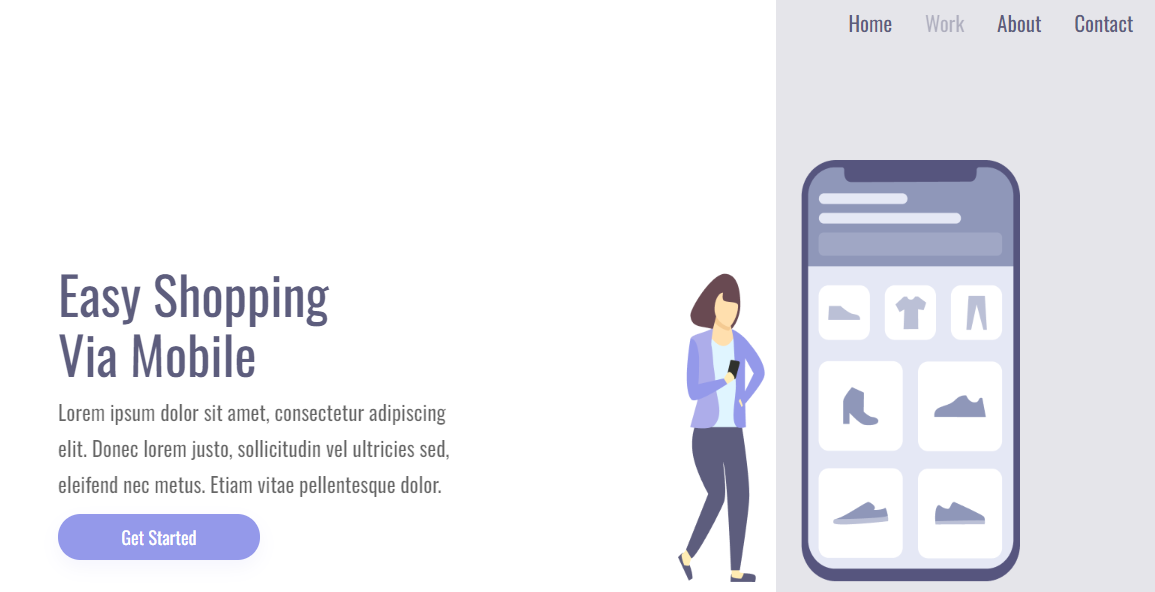 Home Work About Contact
Easy Shopping
Via Mobile
Lorem ipsum dolor sit amet, consectetur adipiscing
elit. Donec lorem justo, sollicitudin vel ultricies sed,
eleifend nec metus. Etiam vitae pellentesque dolor.
Get Started